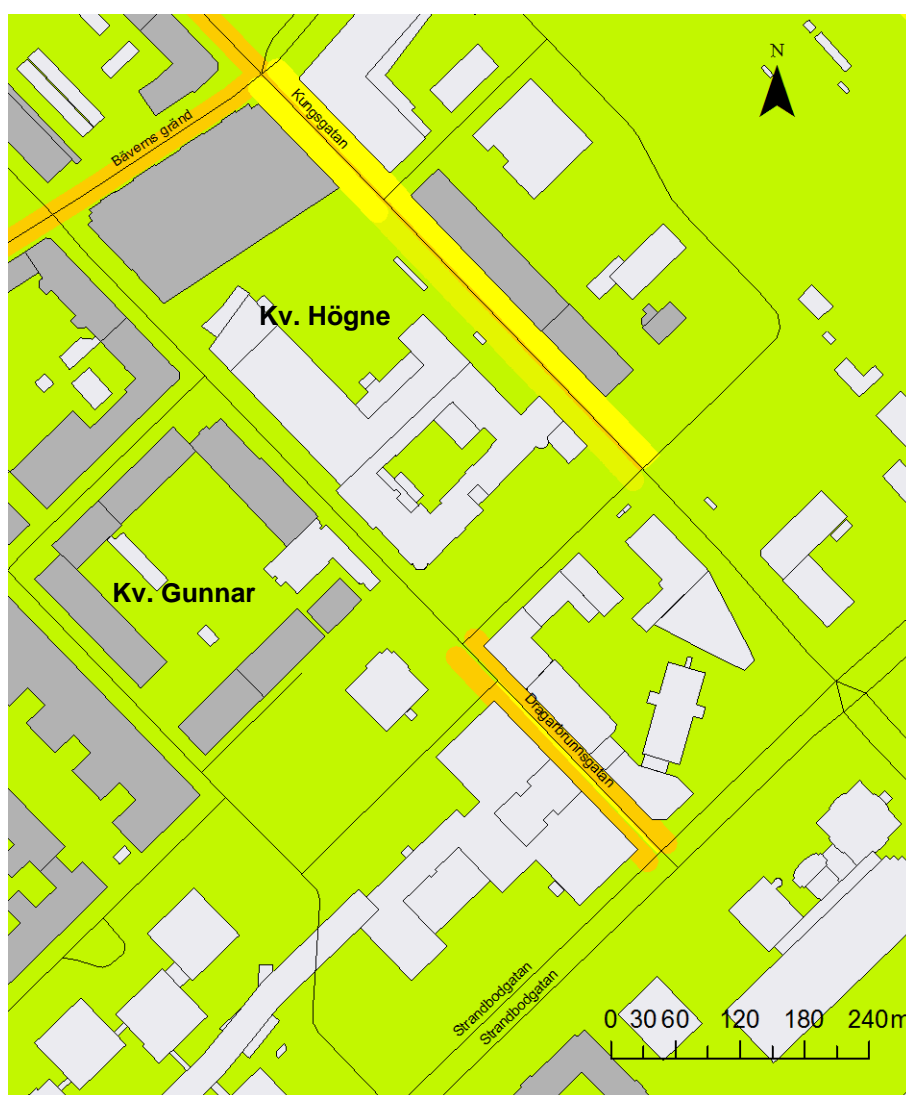 N
Kungsgatan
Bäverns gränd
Kv. Högne
Kv. Gunnar
Dragarbrunnsgatan
Strandbodgatan
Strandbodgatan
0 30 60 120 180 240 m